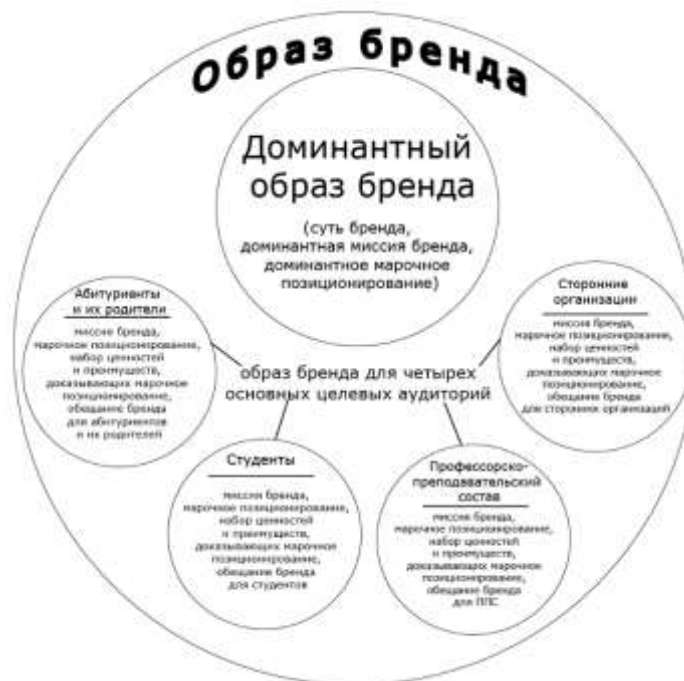 Образ бренда
Доминантный
образ бренда
(суть бренда,
доминантная миссия бренда,
доминантное марочное
позиционирование)
Абитуриенты
и их родители
миссия бренда,
марочное позиционирование,
набор ценностей
и преимуществ,
доказывающих марочное
позиционирование,
обещание бренда
для абитуриентов
и их родителей
Сторонние
организации
миссия бренда,
марочное позиционирование,
набор ценностей
и преимуществ,
доказывающих марочное
позиционирование,
обещание бренда
для сторонних организаций
образ бренда для четырех
основных целевых аудиторий
Студенты
миссия бренда,
марочное позиционирование,
набор ценностей
и преимуществ,
доказывающих марочное
позиционирование,
обещание бренда
для студентов
Профессорско-
преподавательский
состав
миссия бренда,
марочное позиционирование,
набор ценностей
и преимуществ,
доказывающих марочное
позиционирование,
обещание бренда
для ППС